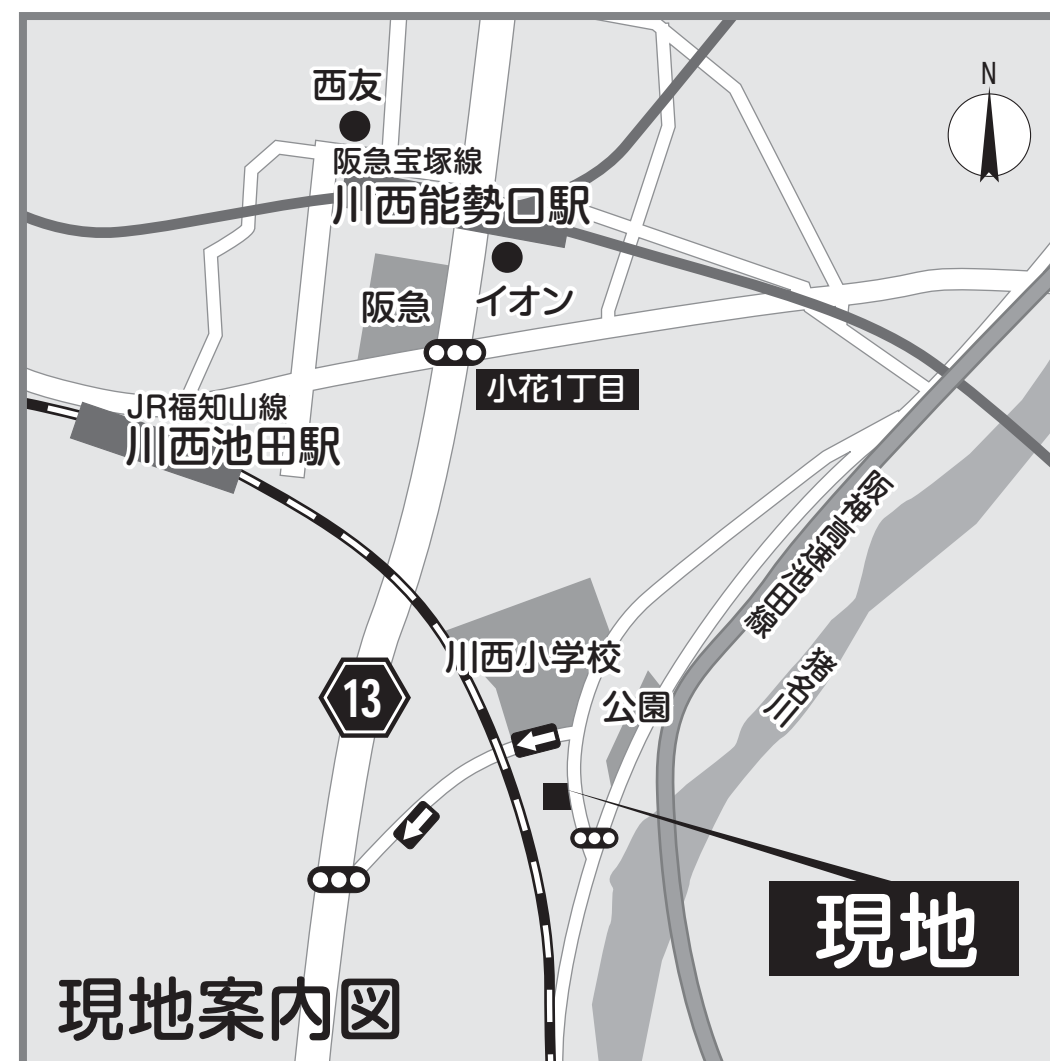 N
西友
阪急宝塚線
川西能勢口駅
阪急
イオン
小花1丁目
JR福知山線
川西池田駅
阪神高速池田線
猪名川
川西小学校
13
公園
現地
現地案内図